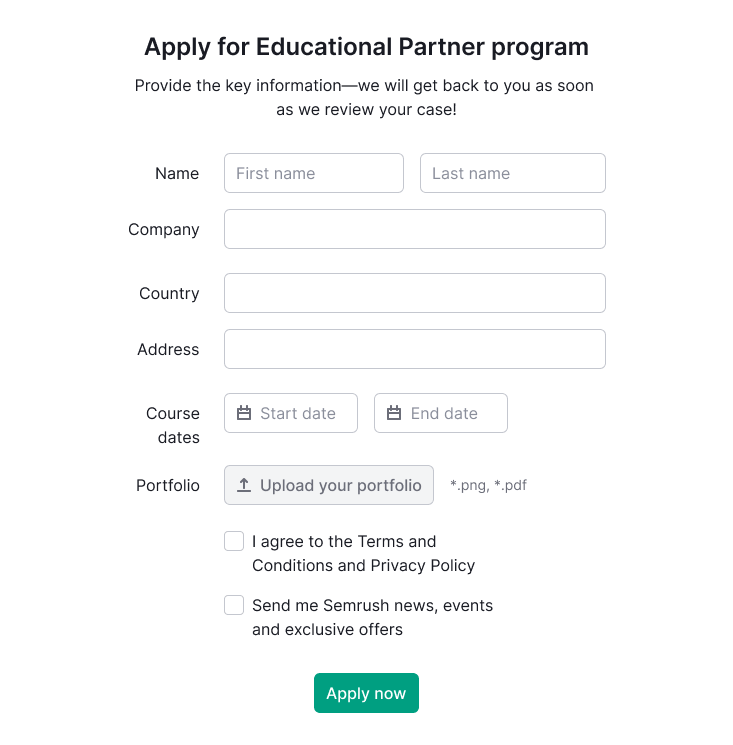 Apply for Educational Partner program
Provide the key information—we will get back to you as soon
as we review your case!
Name
First name
Last name
Company
Country
Address
Course
dates
Start date
End date
Portfolio
Upload your portfolio
*.png, *.pdf
I agree to the Terms and
Conditions and Privacy Policy
Send me Semrush news, events
and exclusive offers
Apply now